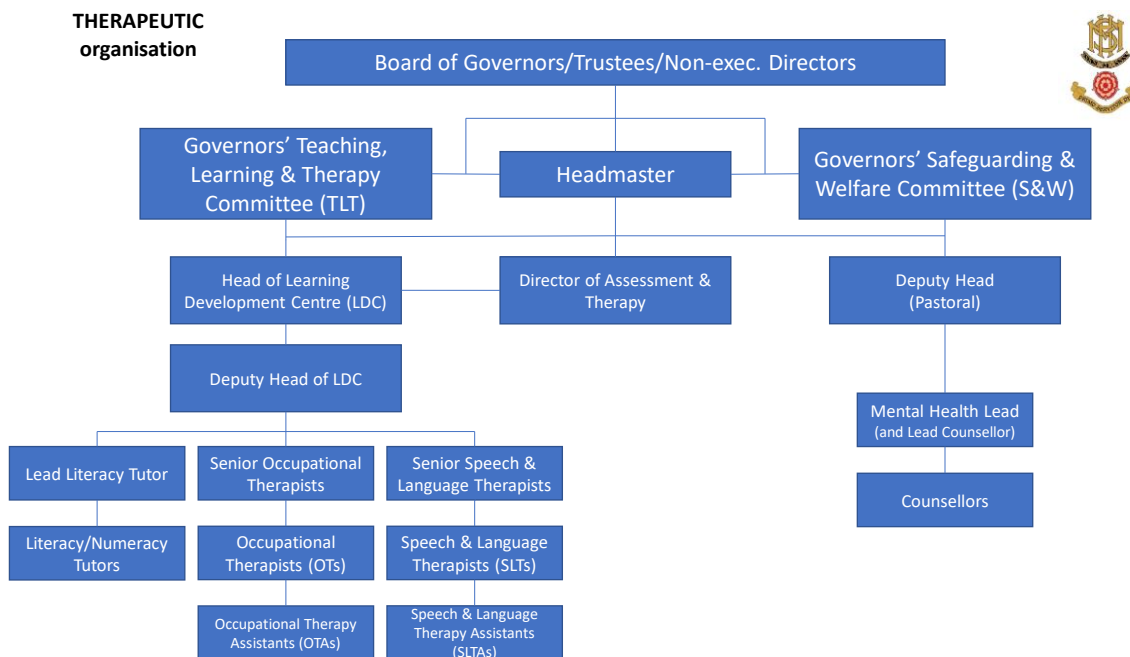 THERAPEUTIC
organisation
Board of Governors/Trustees/Non-exec. Directors
Governors’ Teaching,
Learning & Therapy
Committee (TLT)
Headmaster
Governors’ Safeguarding &
Welfare Committee (S&W)
Head of Learning
Development Centre (LDC)
Director of Assessment &
Therapy
Deputy Head
(Pastoral)
Deputy Head of LDC
Mental Health Lead
(and Lead Counsellor)
Lead Literacy Tutor
Senior Occupational
Therapists
Senior Speech &
Language Therapists
Counsellors
Literacy/Numeracy
Tutors
Occupational
Therapists (OTs)
Speech & Language
Therapists (SLTs)
Occupational Therapy
Assistants (OTAs)
Speech & Language
Therapy Assistants
(SLTAs)